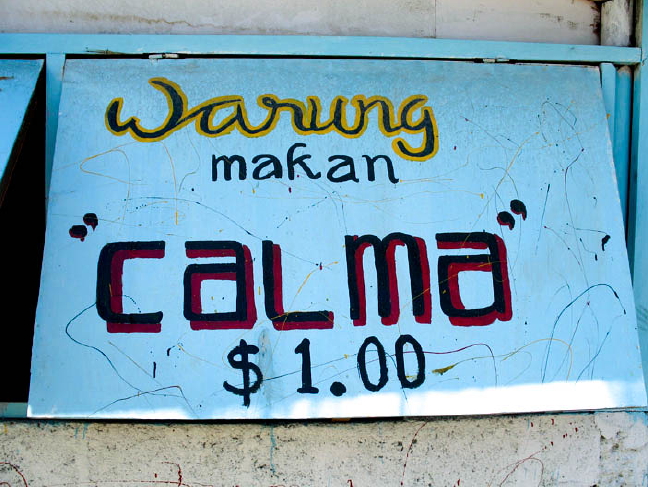 Warung
makan
"CALMA"
$ 1.00